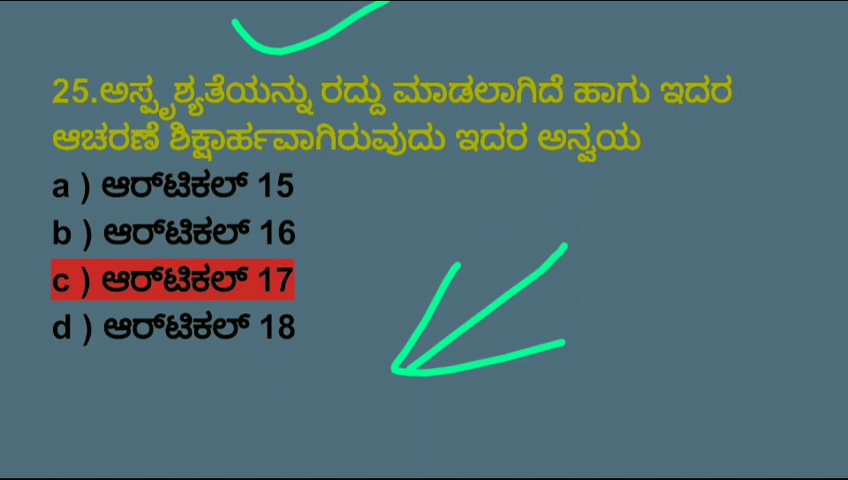 25.ಅಸ್ಪೃಶ್ಯತೆಯನ್ನು ರದ್ದು ಮಾಡಲಾಗಿದೆ ಹಾಗು ಇದರ
ಆಚರಣೆ ಶಿಕ್ಷಾರ್ಹವಾಗಿರುವುದು ಇದರ ಅನ್ವಯ
a ) ಆರ್‌ಟಿಕಲ್ 15
b ) ಆರ್‌ಟಿಕಲ್ 16
c ) ಆರ್‌ಟಿಕಲ್ 17
d ) ಆರ್‌ಟಿಕಲ್ 18